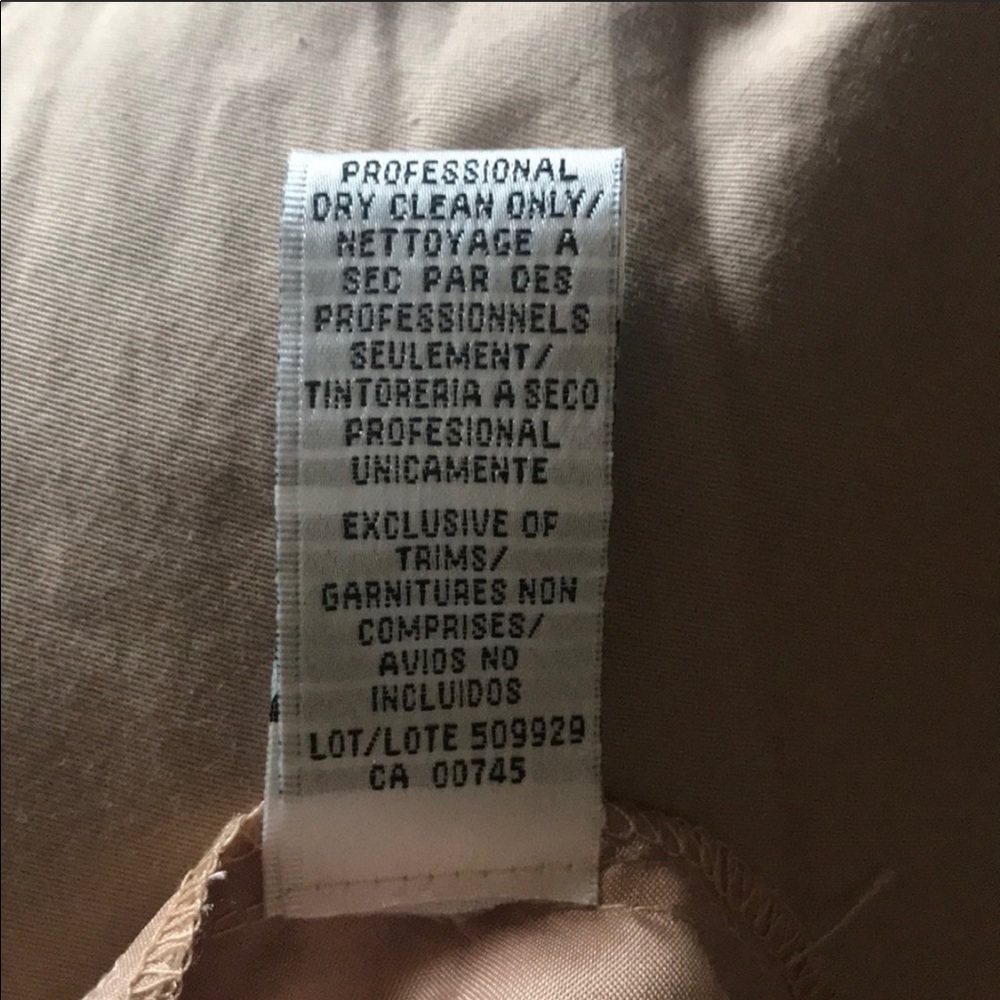 PROFESSIONAL
DRY CLEAN ONLY/
NETTOYAGE A
SEC PAR DES
PROFESSIONNELS
SEULEMENT/
TINTORERIA A SECO
PROFESIONAL
UNICAMENTE
EXCLUSIVE OF
TRIMS/
GARNITURES NON
COMPRISES/
AVIOS NO
INCLUIDOS
LOT/LOTE 509929
CA 00745